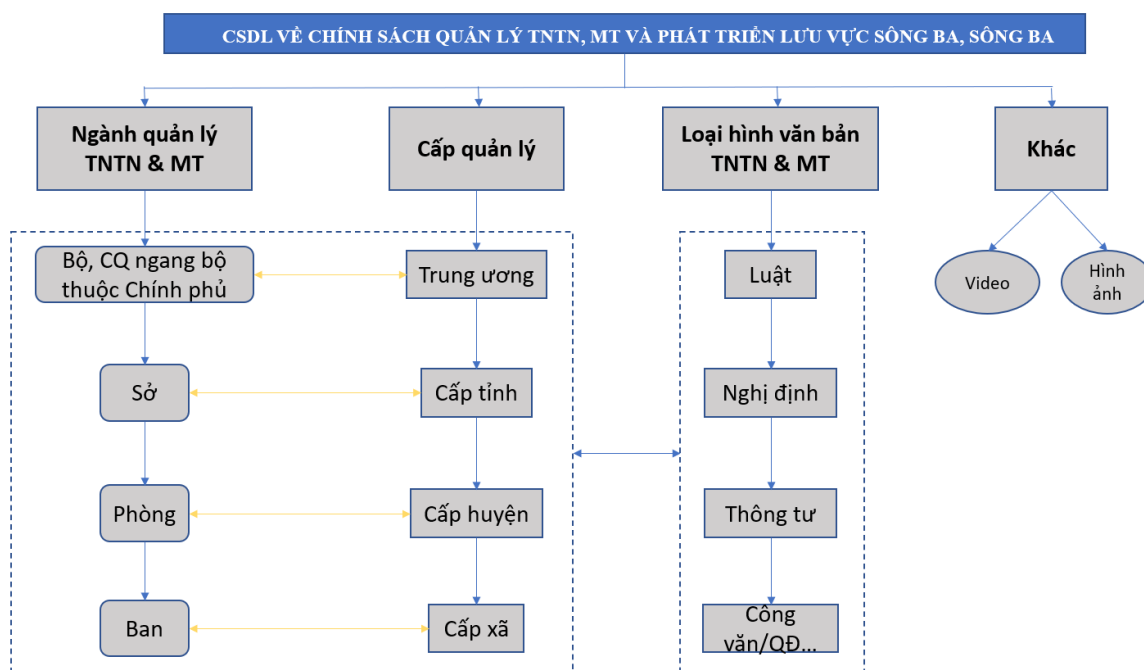 CSDL VỀ CHÍNH SÁCH QUẢN LÝ TNTN, MT VÀ PHÁT TRIỂN LƯU VỰC SÔNG BA, SÔNG BA
Ngành quản lý
TNTN & MT
Cấp quản lý
Loại hình văn bản
TNTN & MT
Khác
Bộ, CQ ngang bộ
thuộc Chính phủ
Trung ương
Luật
Video
Hình
ảnh
Sở
Cấp tỉnh
Nghị định
Phòng
Cấp huyện
Thông tư
Ban
Cấp xã
Công
văn/QĐ...